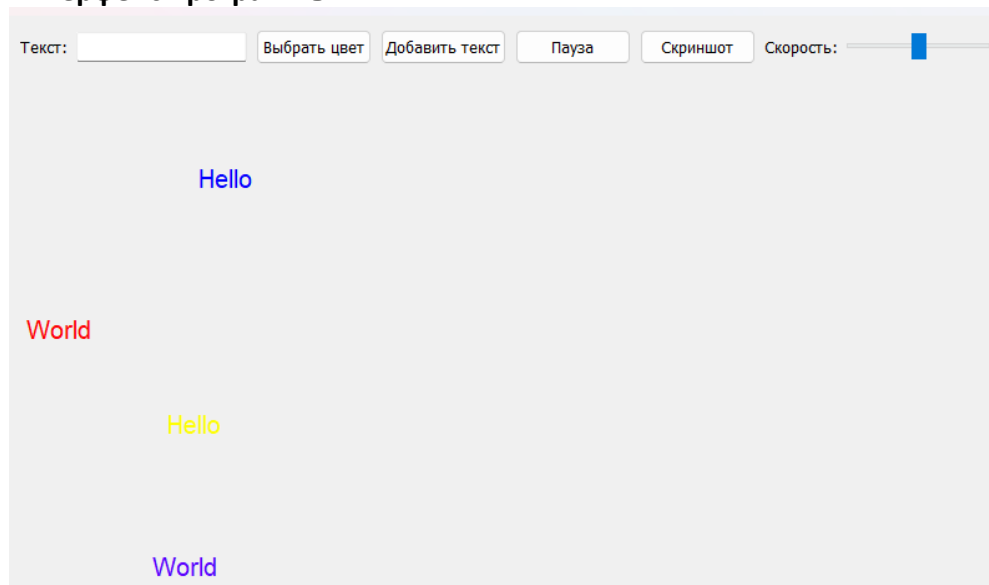 Текст: Выбрать цвет Добавить текст Пауза Скриншот Скорость:
Hello
World
Hello
World